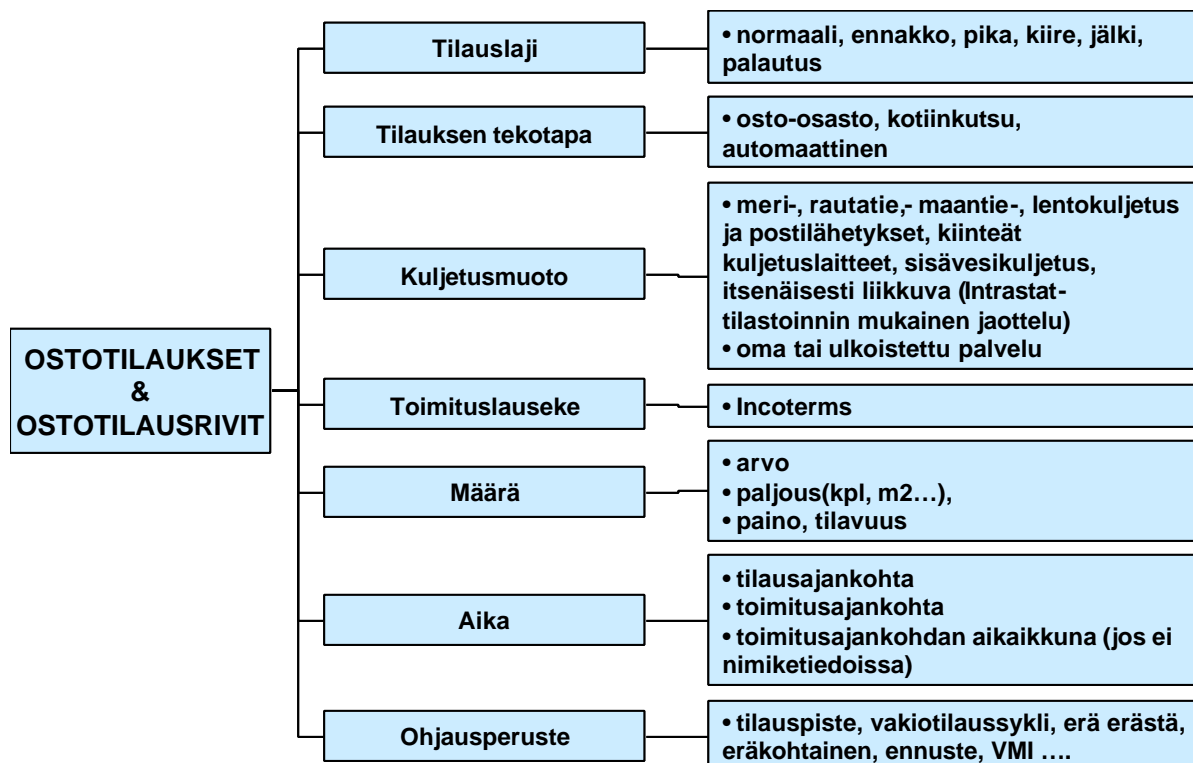 OSTOTILAUKSET
&
OSTOTILAUSRIVIT
Tilauslaji
• normaali, ennakko, pika, kiire, jälki,
palautus
Tilauksen tekotapa
• osto-osasto, kotiinkutsu,
automaattinen
Kuljetusmuoto
• meri-, rautatie,- maantie-, lentokuljetus
ja postilähetykset, kiinteät
kuljetuslaitteet, sisävesikuljetus,
itsenäisesti liikkuva (Intrastat-
tilastoinnin mukainen jaottelu)
• oma tai ulkoistettu palvelu
Toimituslauseke
• Incoterms
Määrä
• arvo
• paljous(kpl, m2...),
• paino, tilavuus
Aika
• tilausajankohta
• toimitusajankohta
• toimitusajankohdan aikaikkuna (jos ei
nimiketiedoissa)
Ohjausperuste
• tilauspiste, vakiotilaussykli, erä erästä,
eräkohtainen, ennuste, VMI ....